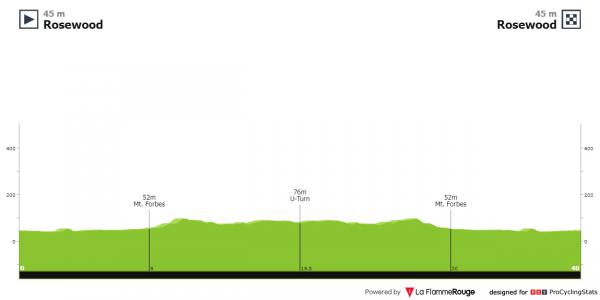 45 m
Rosewood
45 m
Rosewood
400
400
200
200
0
0
52m
Mt. Forbes
76m
U-Turn
52m
Mt. Forbes
0
9
19.5
30
40
Powered by La FlammeRouge
designed for PCS ProCyclingStats